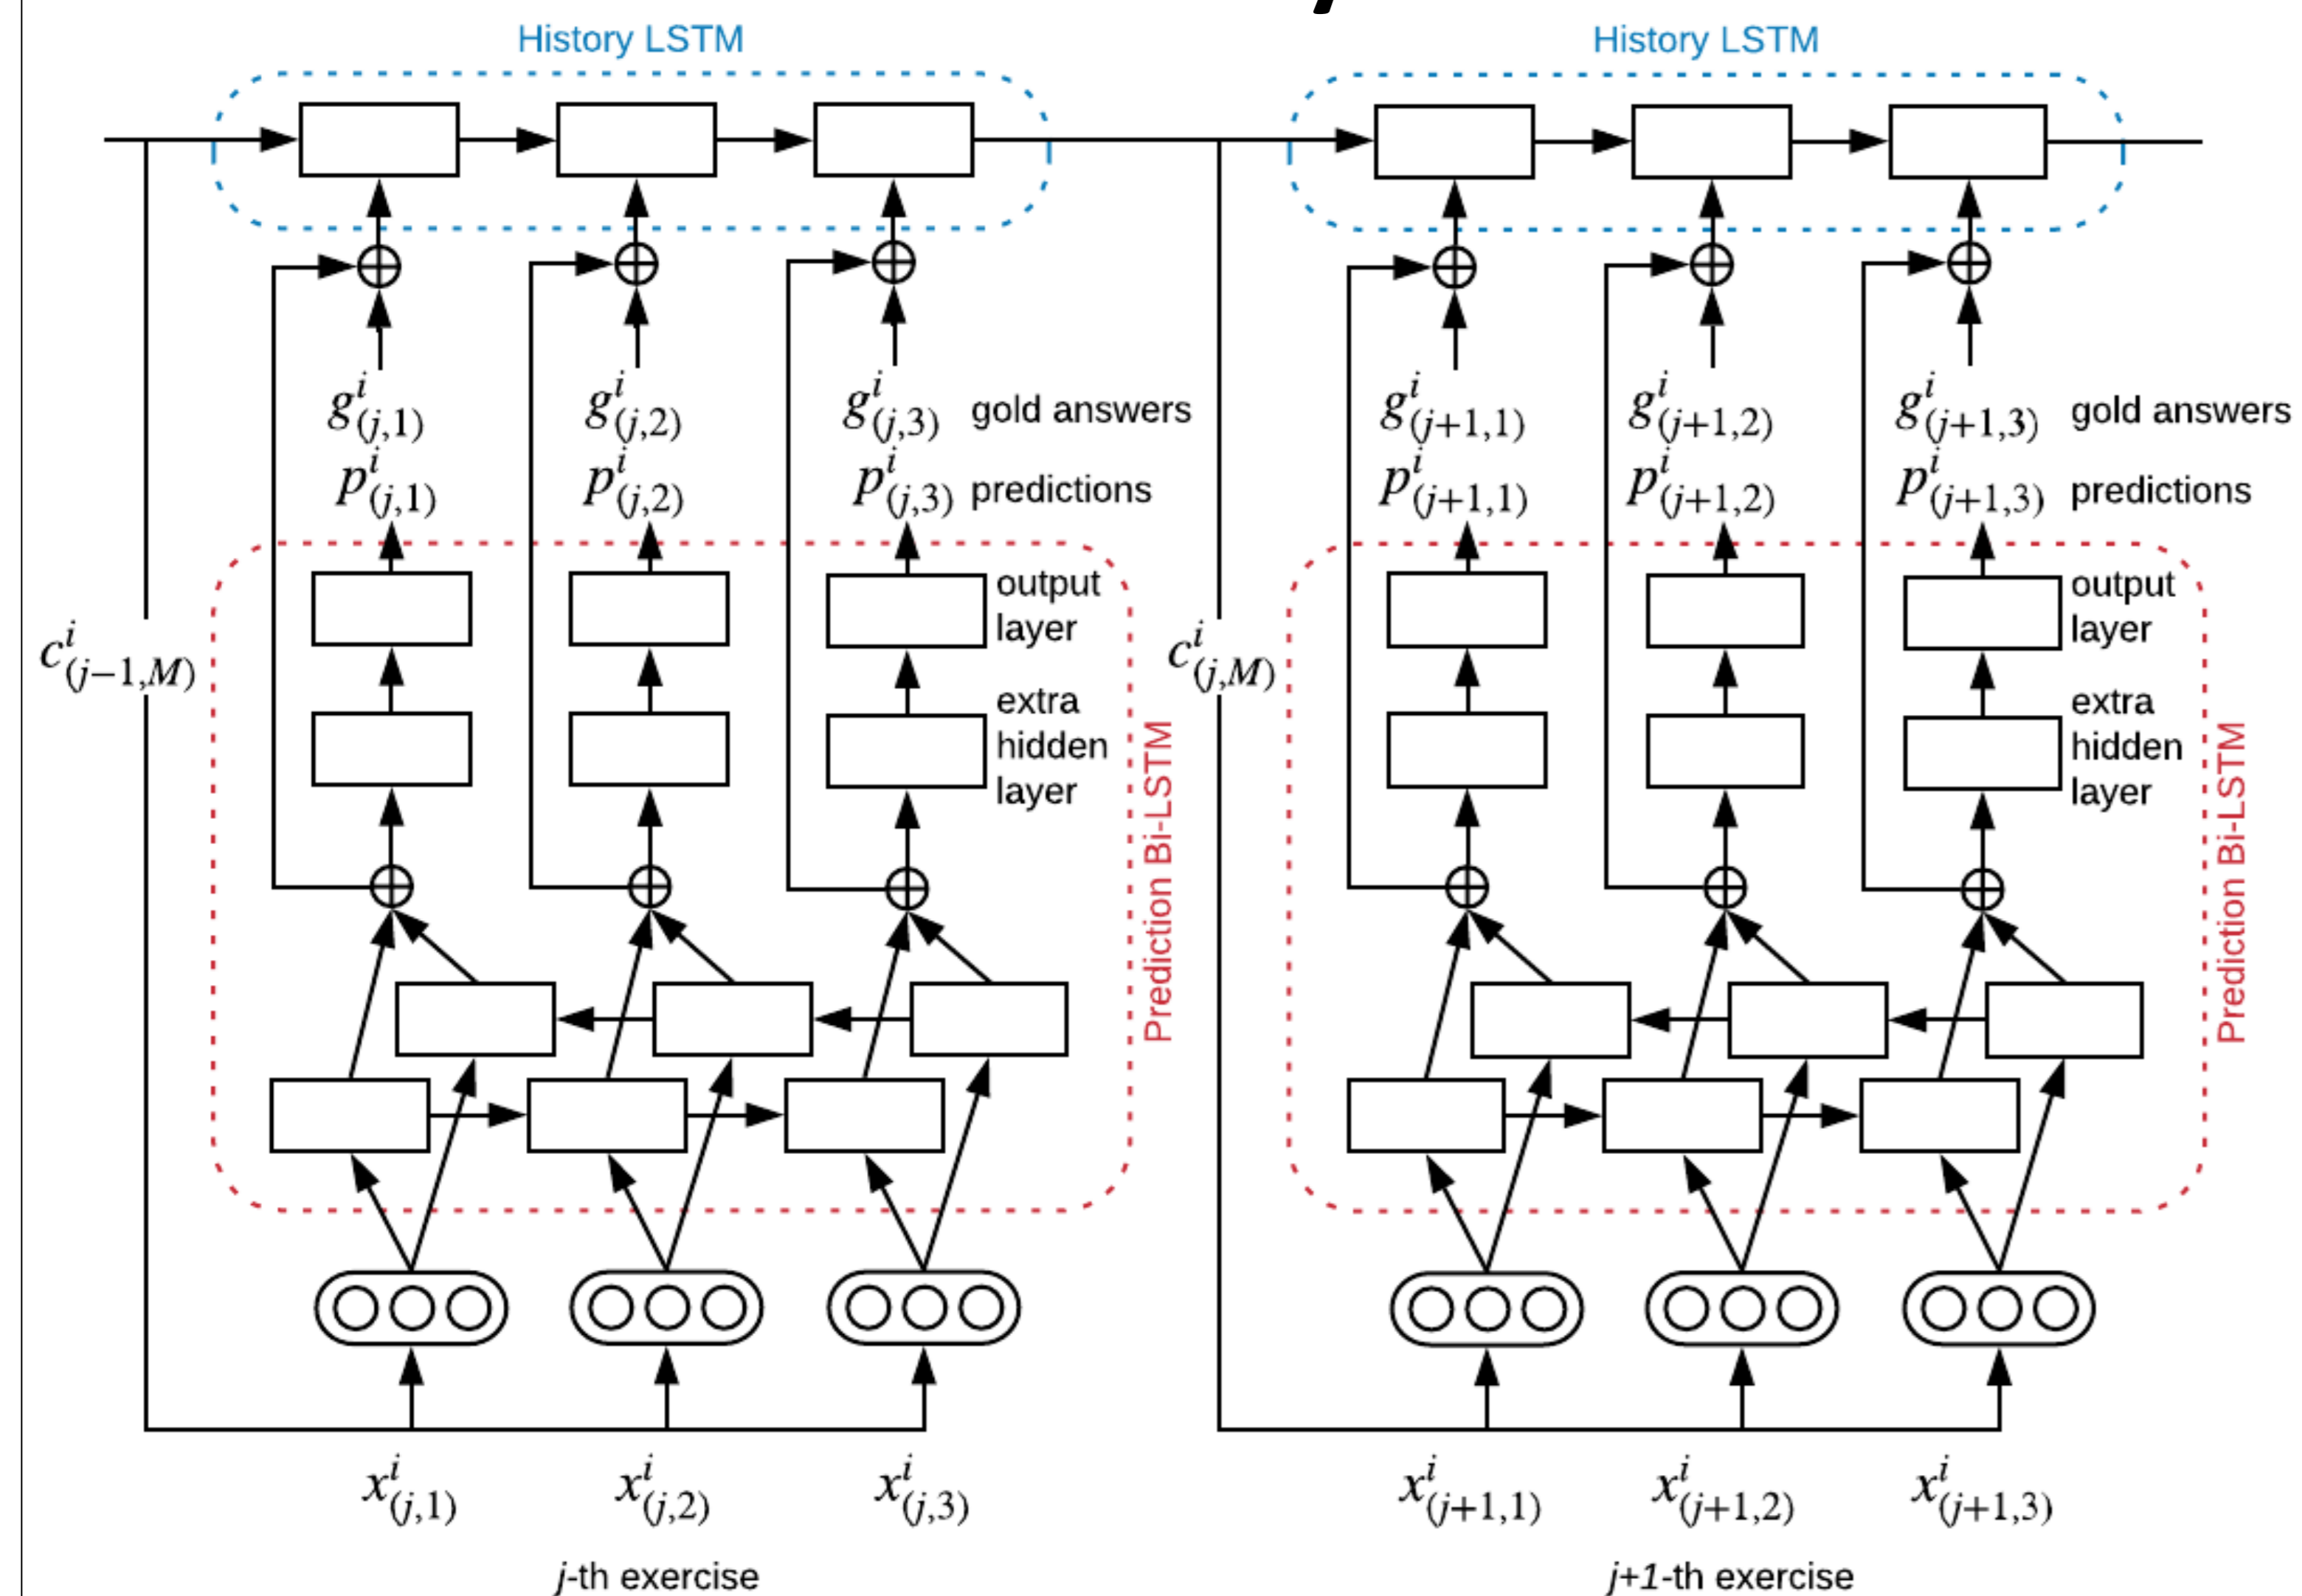 History LSTM
History LSTM
g^i_(j,1) g^i_(j,2) g^i_(j,3) gold answers
g^i_(j+1,1) g^i_(j+1,2) g^i_(j+1,3) gold answers
p^i_(j,1) p^i_(j,2) p^i_(j,3) predictions
p^i_(j+1,1) p^i_(j+1,2) p^i_(j+1,3) predictions
output
layer
output
layer
c^i_(j−1,M)
c^i_(j,M)
extra
hidden
layer
extra
hidden
layer
Prediction Bi-LSTM
Prediction Bi-LSTM
x^i_(j,1) x^i_(j,2) x^i_(j,3)
x^i_(j+1,1) x^i_(j+1,2) x^i_(j+1,3)
j-th exercise
j+1-th exercise